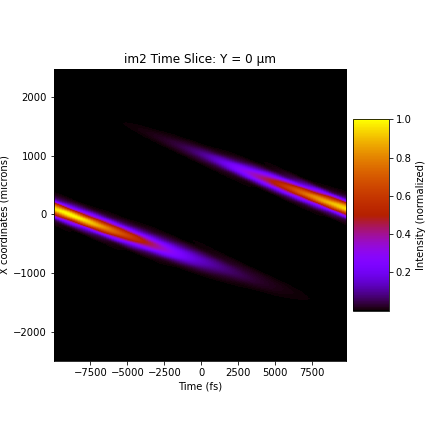 im2 Time Slice: Y = 0 μm
2000
1000
0
−1000
−2000
X coordinates (microns)
−7500 −5000 −2500 0 2500 5000 7500
Time (fs)
1.0
0.8
0.6
0.4
0.2
Intensity (normalized)